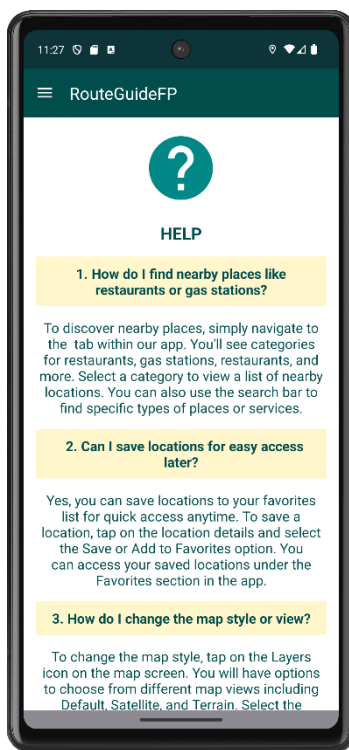 11:27
RouteGuideFP
HELP
1. How do I find nearby places like
restaurants or gas stations?
To discover nearby places, simply navigate to
the  tab within our app. You'll see categories
for restaurants, gas stations, restaurants, and
more. Select a category to view a list of nearby
locations. You can also use the search bar to
find specific types of places or services.
2. Can I save locations for easy access
later?
Yes, you can save locations to your favorites
list for quick access anytime. To save a
location, tap on the location details and select
the Save or Add to Favorites option. You
can access your saved locations under the
Favorites section in the app.
3. How do I change the map style or view?
To change the map style, tap on the Layers
icon on the map screen. You will have options
to choose from different map views including
Default, Satellite, and Terrain. Select the